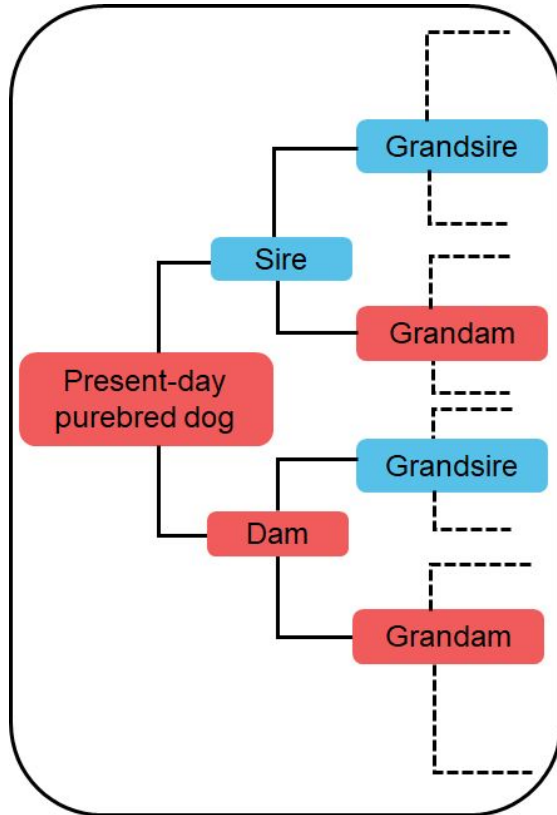 Grandsire
Sire
Grandam
Present-day
purebred dog
Grandsire
Dam
Grandam